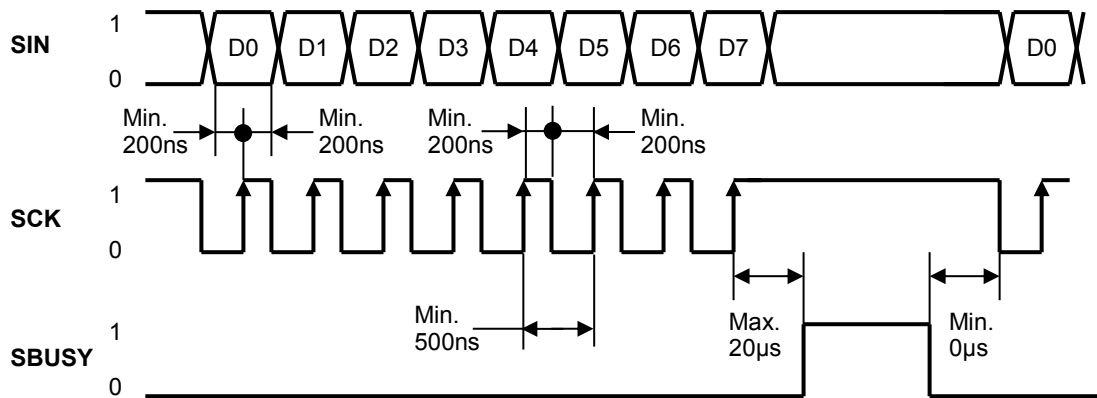 SIN
1
0
D0 D1 D2 D3 D4 D5 D6 D7 D0
Min.
200ns
Min.
200ns
Min.
200ns
Min.
200ns
SCK
1
0
Min.
500ns
Max.
20µs
Min.
0µs
SBUSY
1
0